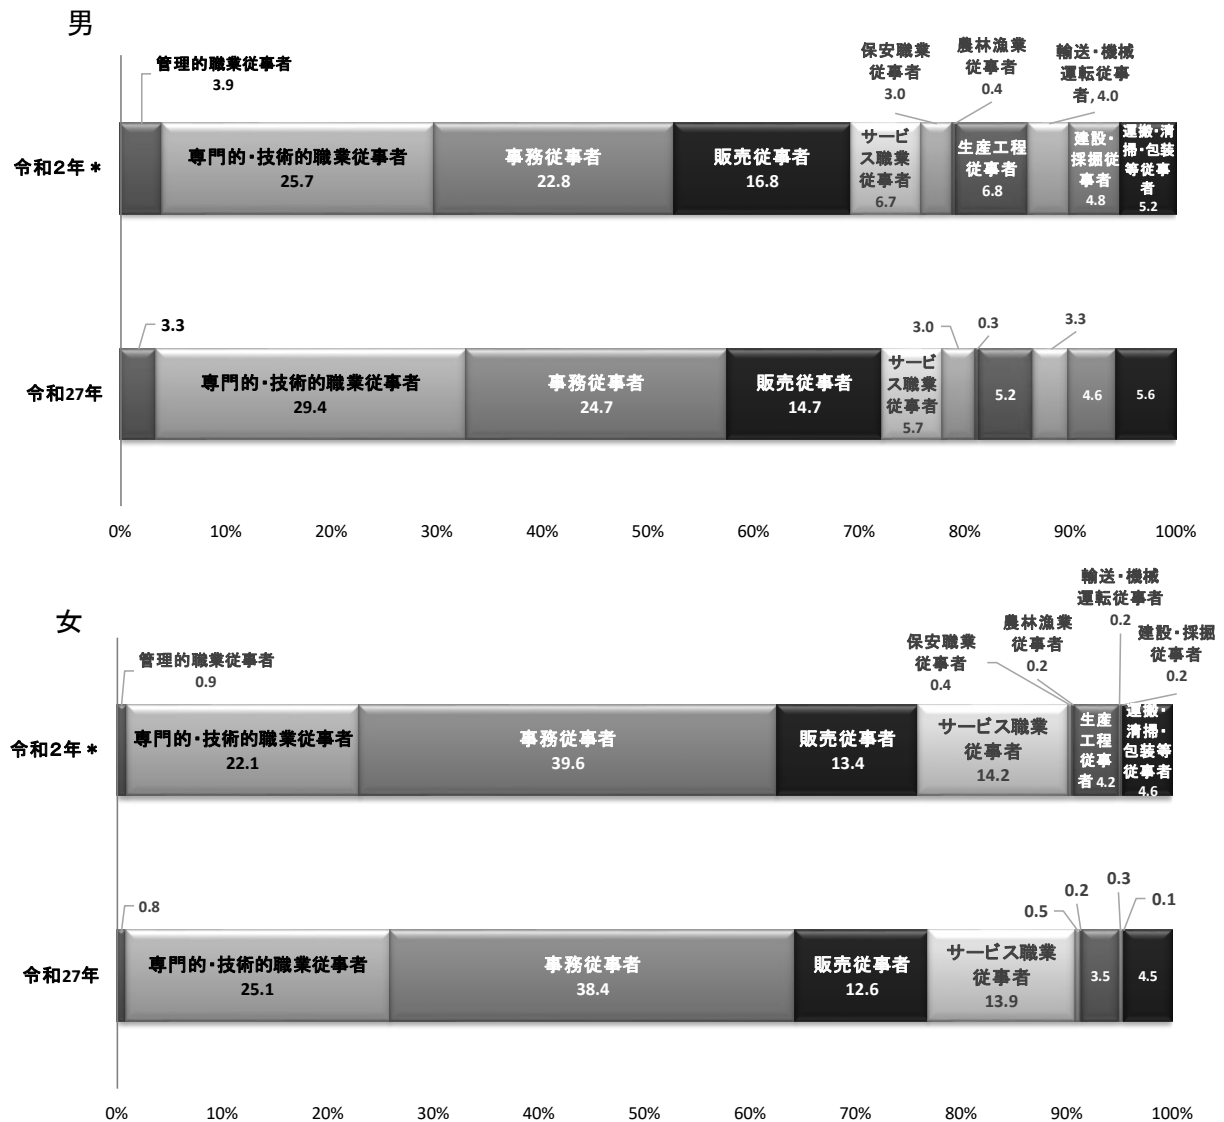 男
管理的職業従事者
3.9
保安職業
従事者
3.0
農林漁業
従事者
0.4
輸送・機械
運転従事
者, 4.0
令和2年＊
専門的・技術的職業従事者
25.7
事務従事者
22.8
販売従事者
16.8
サービ
ス職業
従事者
6.7
生産工程
従事者
6.8
建設・
採掘従
事者
4.8
運搬・清
掃・包装
等従事
者
5.2
3.3
3.0
0.3
3.3
令和27年
専門的・技術的職業従事者
29.4
事務従事者
24.7
販売従事者
14.7
サービ
ス職業
従事者
5.7
5.2
4.6
5.6
0%
10%
20%
30%
40%
50%
60%
70%
80%
90%
100%
女
管理的職業従事者
0.9
保安職業
従事者
0.4
農林漁業
従事者
0.2
輸送・機械
運転従事者
0.2
建設・採掘
従事者
0.2
令和2年＊
専門的・技術的職業従事者
22.1
事務従事者
39.6
販売従事者
13.4
サービス職業
従事者
14.2
生産
工程
従事
者 4.2
運搬・
清掃・
包装等
従事者
4.6
0.8
0.5
0.2
0.3
0.1
令和27年
専門的・技術的職業従事者
25.1
事務従事者
38.4
販売従事者
12.6
サービス職業
従事者
13.9
3.5
4.5
0%
10%
20%
30%
40%
50%
60%
70%
80%
90%
100%